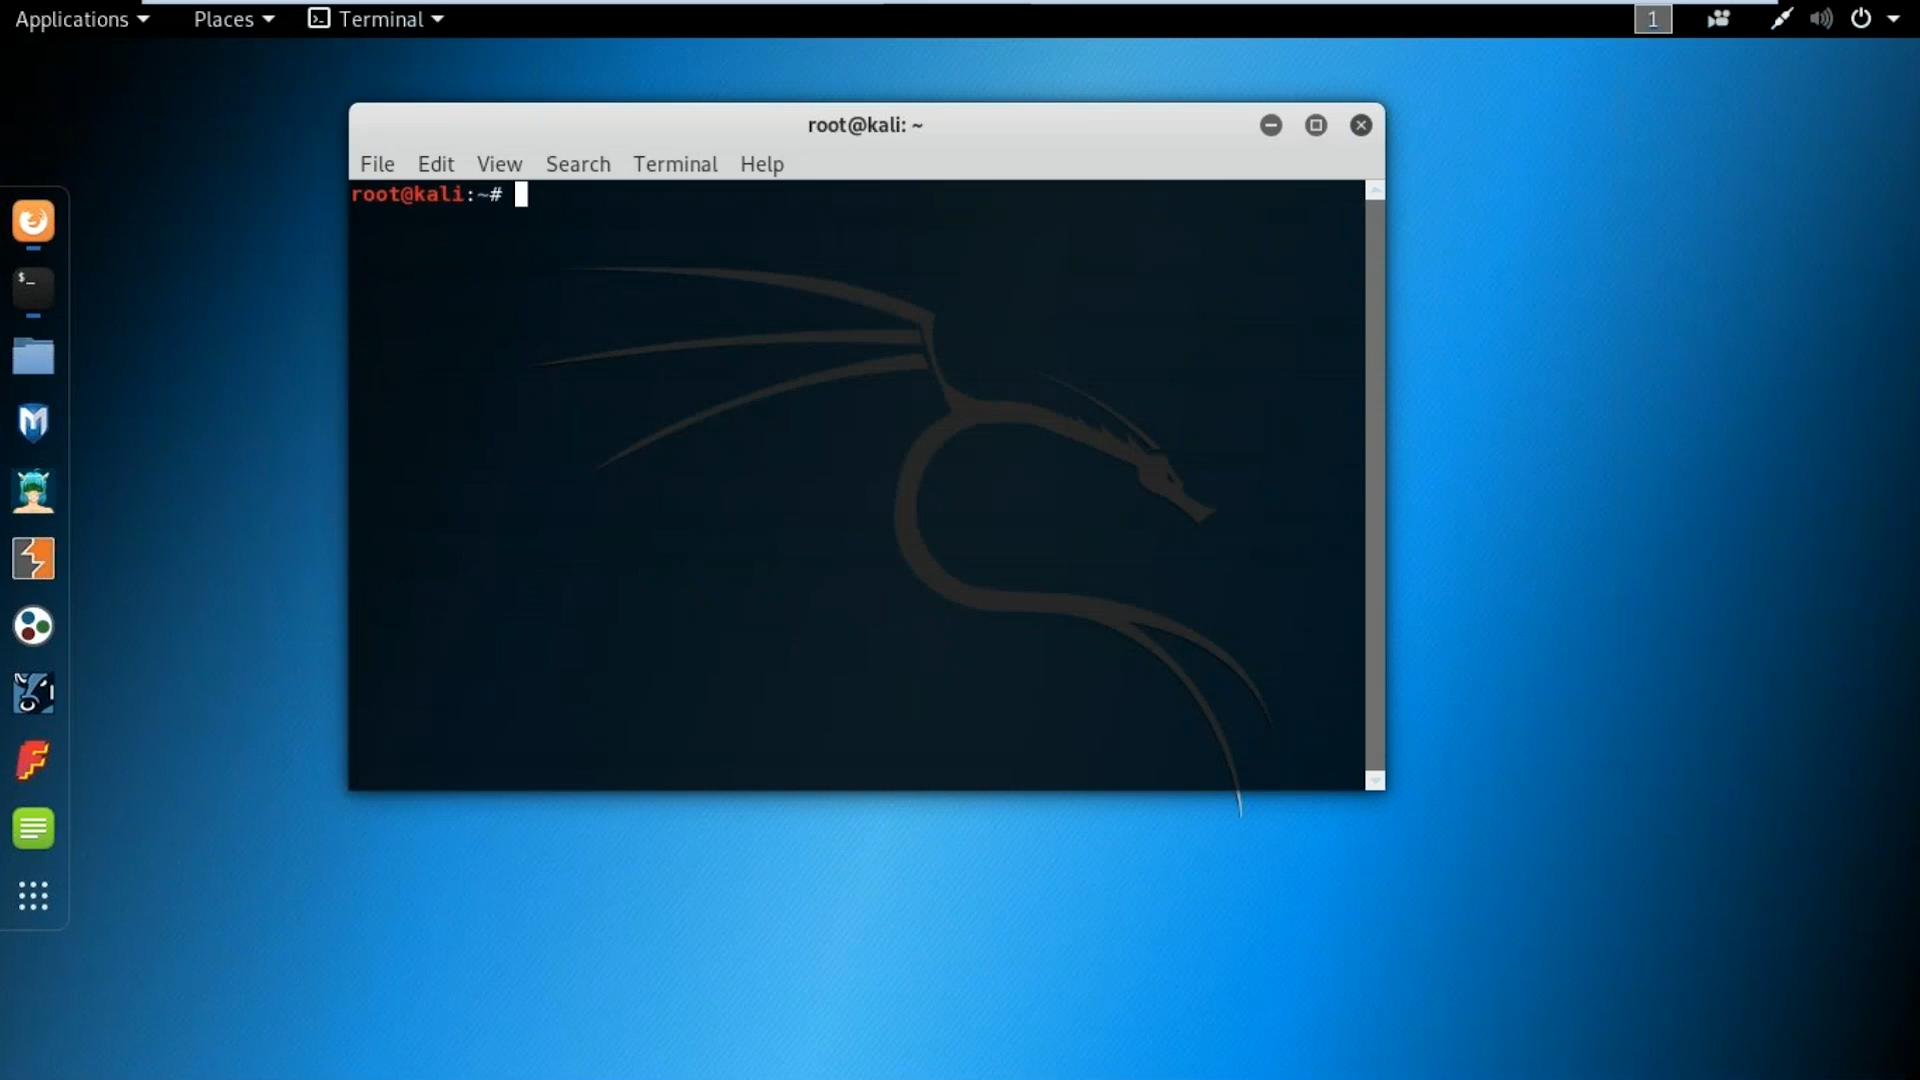 Applications Places Terminal 1
root@kali: ~
File Edit View Search Terminal Help
root@kali:~#
$_